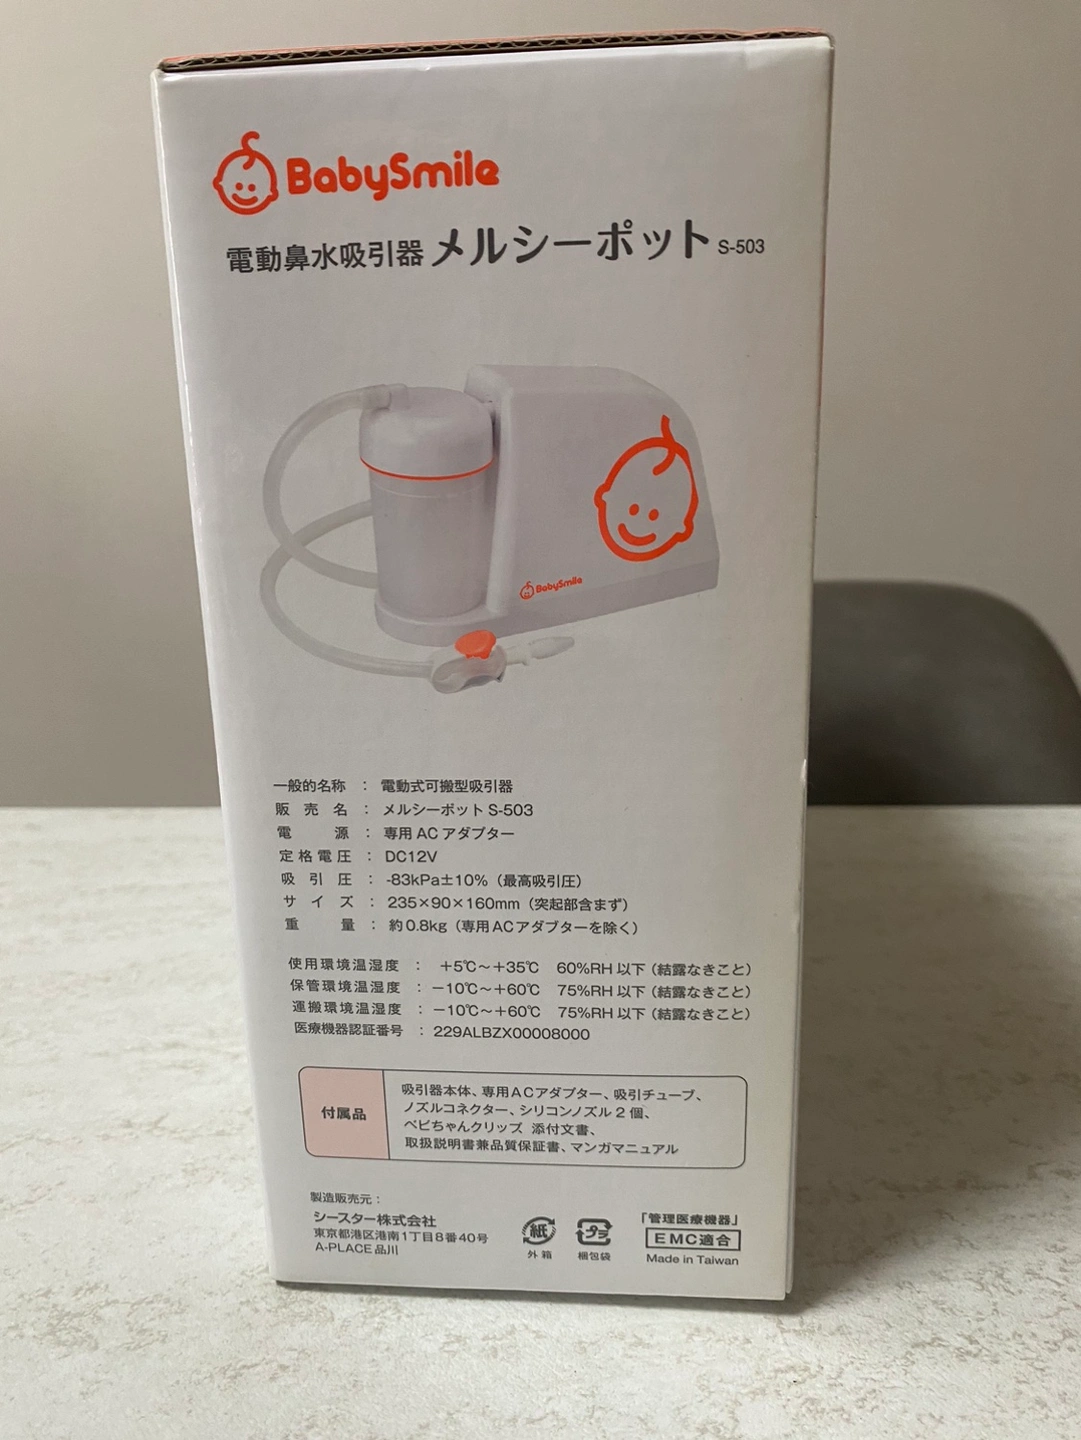 BabySmile
電動鼻水吸引器 メルシーポット S-503
BabySmile
一般的名称 : 電動式可搬型吸引器
販売名 : メルシーポット S-503
電源 : 専用 AC アダプター
定格電圧 : DC12V
吸引圧 : -83kPa±10%（最高吸引圧）
サイズ : 235×90×160mm（突起部含まず）
重量 : 約0.8kg（専用ACアダプターを除く）
使用環境温湿度 : +5℃～+35℃ 60%RH 以下（結露なきこと）
保管環境温湿度 : −10℃～+60℃ 75%RH 以下（結露なきこと）
運搬環境温湿度 : −10℃～+60℃ 75%RH 以下（結露なきこと）
医療機器認証番号 : 229ALBZX00008000
付属品
吸引器本体、専用ACアダプター、吸引チューブ、
ノズルコネクター、シリコンノズル 2 個、
ベビちゃんクリップ 添付文書、
取扱説明書兼品質保証書、マンガマニュアル
製造販売元 :
シースター株式会社
東京都港区港南1丁目8番40号
A-PLACE 品川
紙
外箱
プラ
梱包袋
「管理医療機器」
EMC適合
Made in Taiwan